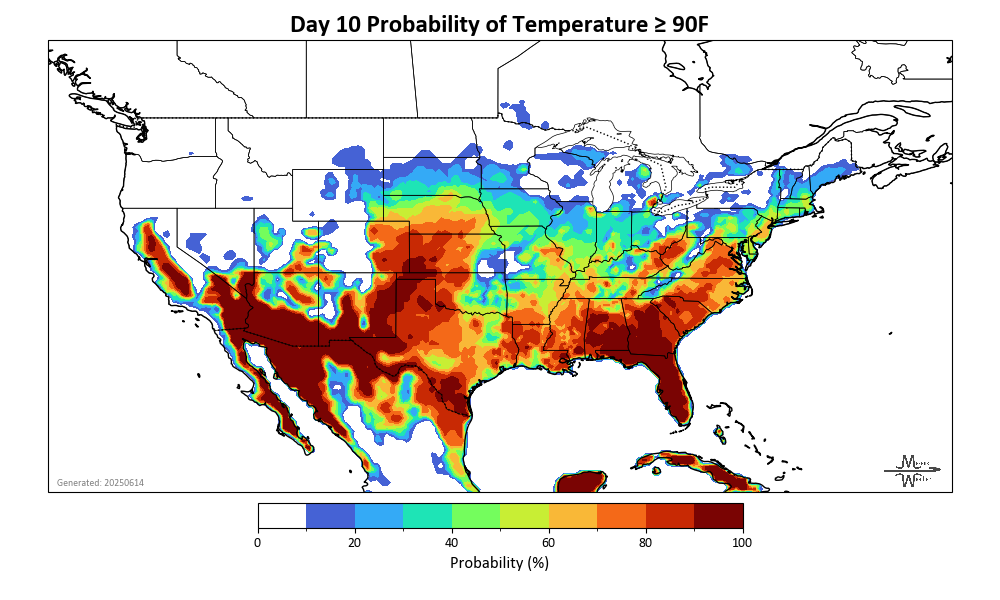 Day 10 Probability of Temperature ≥ 90F
Generated: 20250614
0 20 40 60 80 100
Probability (%)